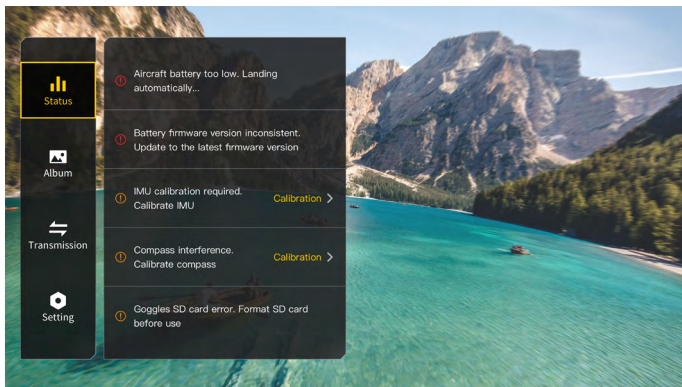 Status
Album
Transmission
Setting
Aircraft battery too low. Landing
automatically...
Battery firmware version inconsistent.
Update to the latest firmware version
IMU calibration required.
Calibrate IMU
Calibration
Compass interference.
Calibrate compass
Calibration
Goggles SD card error. Format SD card
before use